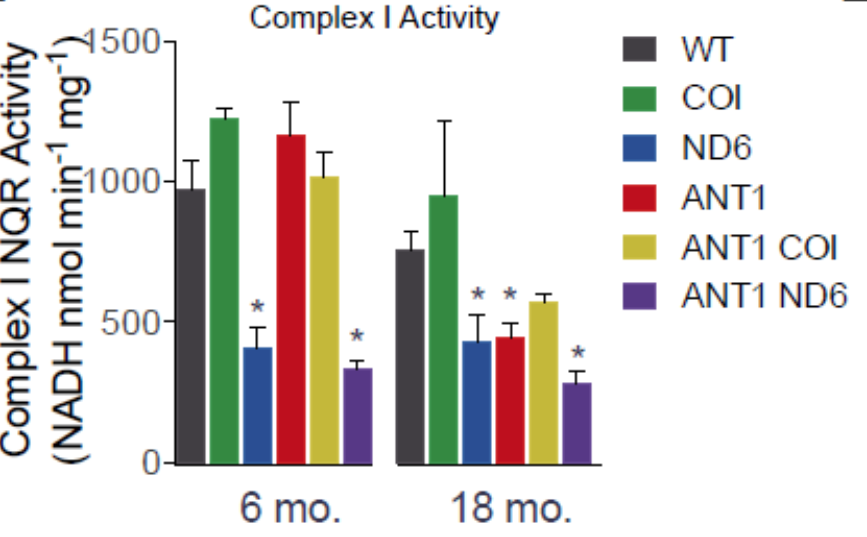 Complex I Activity
Complex I NQR Activity
(NADH nmol min⁻¹ mg⁻¹)
1500
1000
500
0
*
*
*
*
*
6 mo.
18 mo.
WT
COI
ND6
ANT1
ANT1 COI
ANT1 ND6